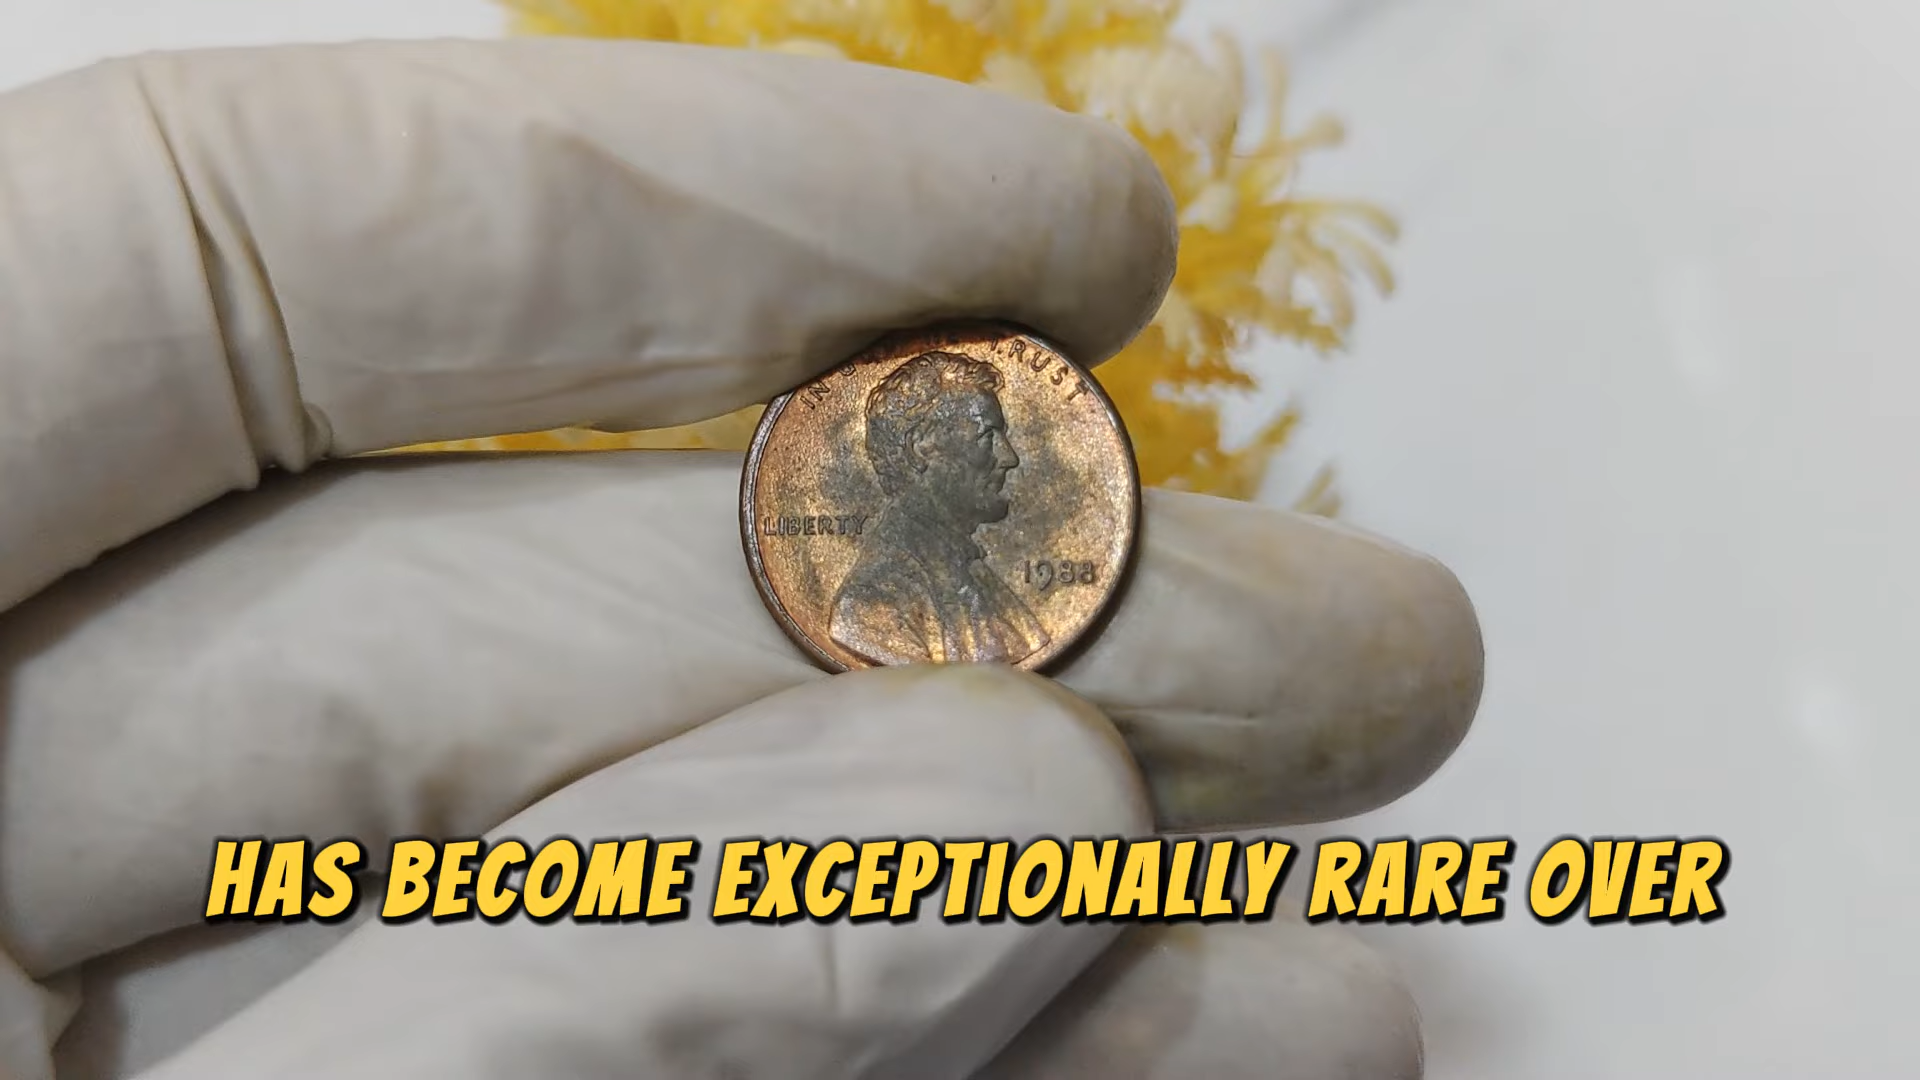 IN TRUST
LIBERTY
1988
HAS BECOME EXCEPTIONALLY RARE OVER